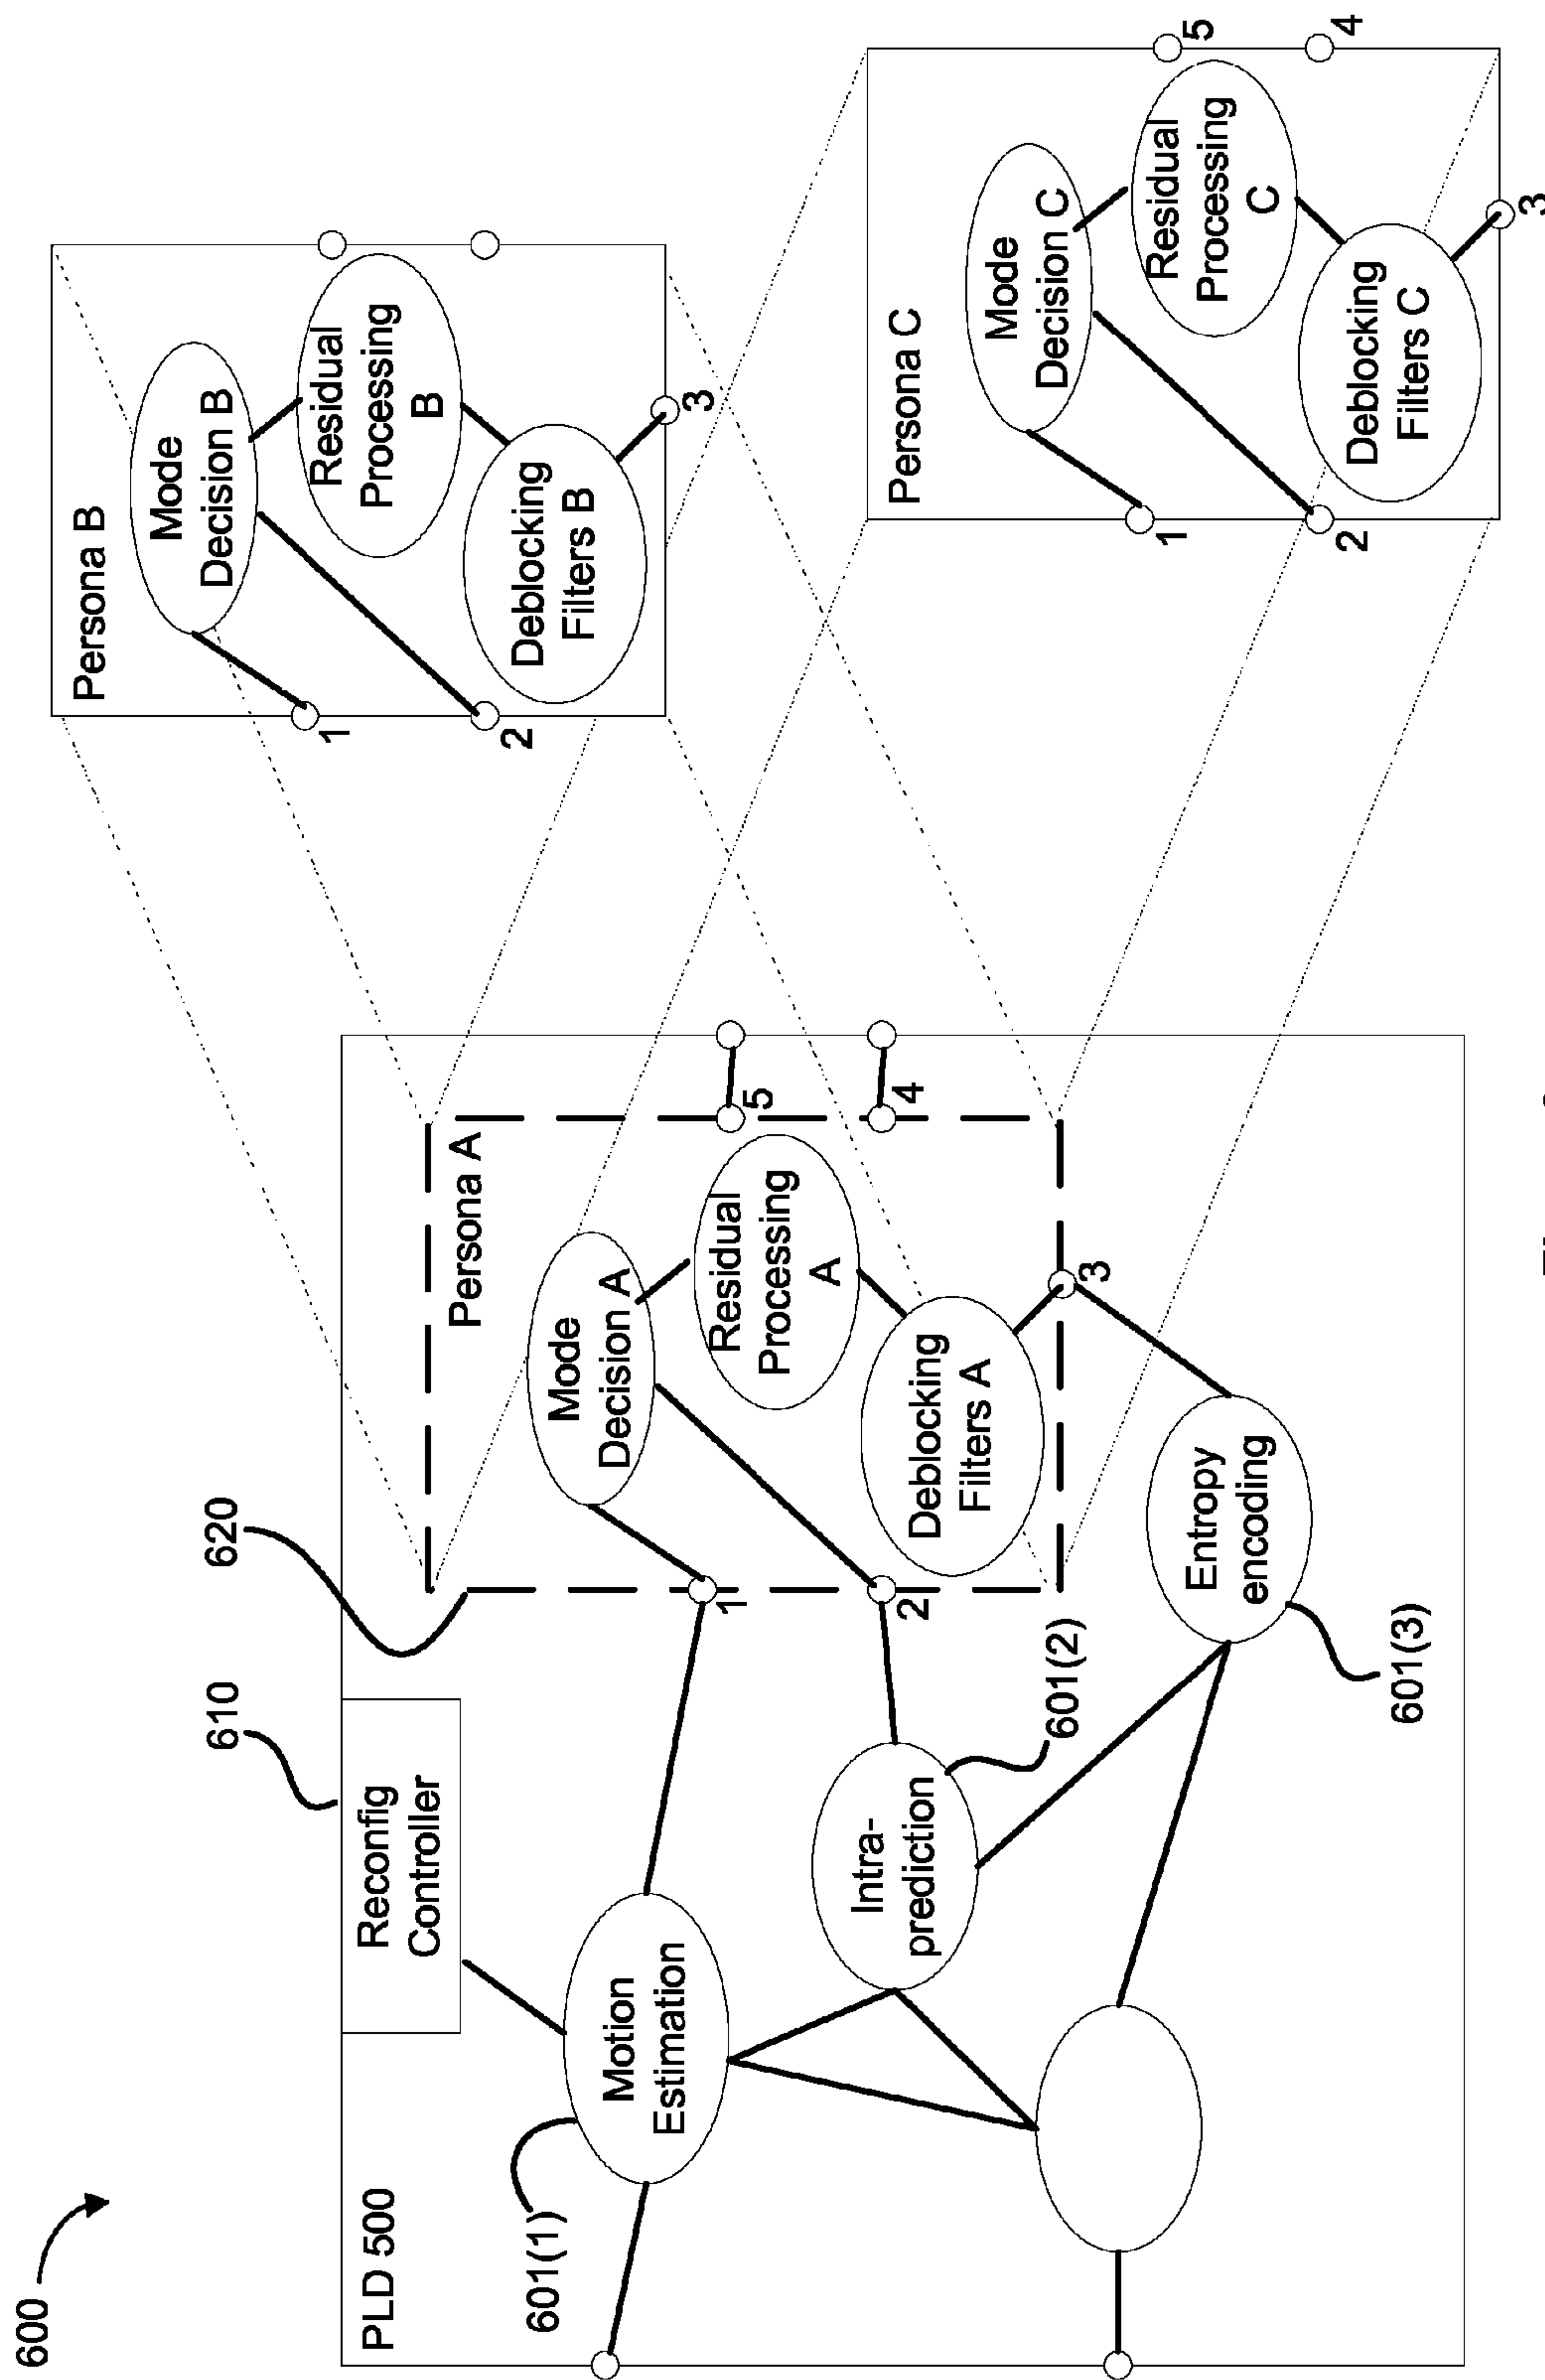 600
PLD 500
610
Reconfig
Controller
620
Persona A
Mode
Decision A
Residual
Processing
A
Deblocking
Filters A
1
2
3
4
5
Motion
Estimation
601(1)
Intra-
prediction
601(2)
Entropy
encoding
601(3)
Persona B
Mode
Decision B
Residual
Processing
B
Deblocking
Filters B
1
2
3
Persona C
Mode
Decision C
Residual
Processing
C
Deblocking
Filters C
1
2
3
4
5